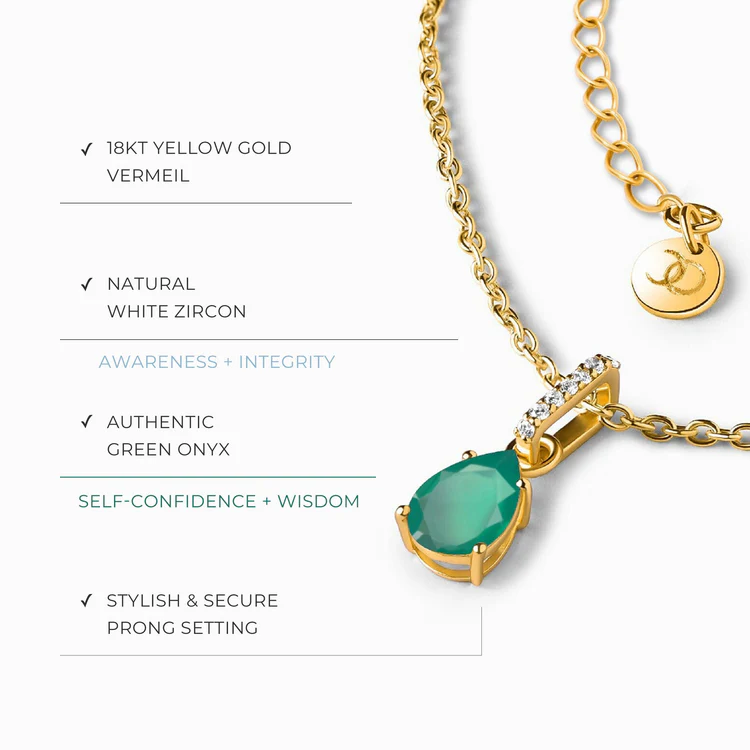 ✓ 18KT YELLOW GOLD
VERMEIL
✓ NATURAL
WHITE ZIRCON
AWARENESS + INTEGRITY
✓ AUTHENTIC
GREEN ONYX
SELF-CONFIDENCE + WISDOM
✓ STYLISH & SECURE
PRONG SETTING